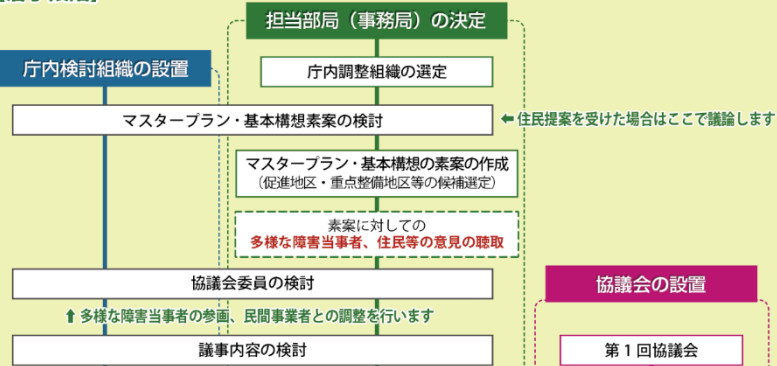 担当部局（事務局）の決定
庁内検討組織の設置
庁内調整組織の選定
マスタープラン・基本構想素案の検討
⬅住民提案を受けた場合はここで議論します
マスタープラン・基本構想の素案の作成
（促進地区・重点整備地区等の候補選定）
素案に対しての
多様な障害当事者、住民等の意見の聴取
協議会委員の検討
協議会の設置
⬆多様な障害当事者の参画、民間事業者との調整を行います
議事内容の検討
第1回協議会